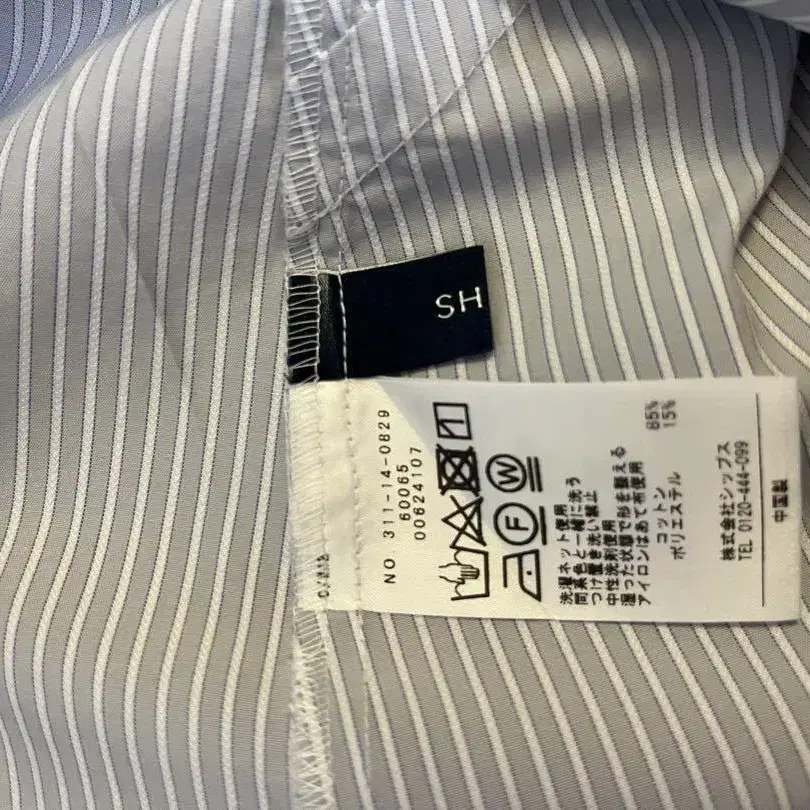 SH
NO. 311-14-0829
60065
00624107
F
W
洗濯ネット使用
同系色と一緒に洗う
つけ置き洗い禁止
中性洗剤使用
湿った状態で形を整える
アイロンはあて布使用
コットン 85%
ポリエステル 15%
株式会社シップス
TEL 0120-444-099
中国製